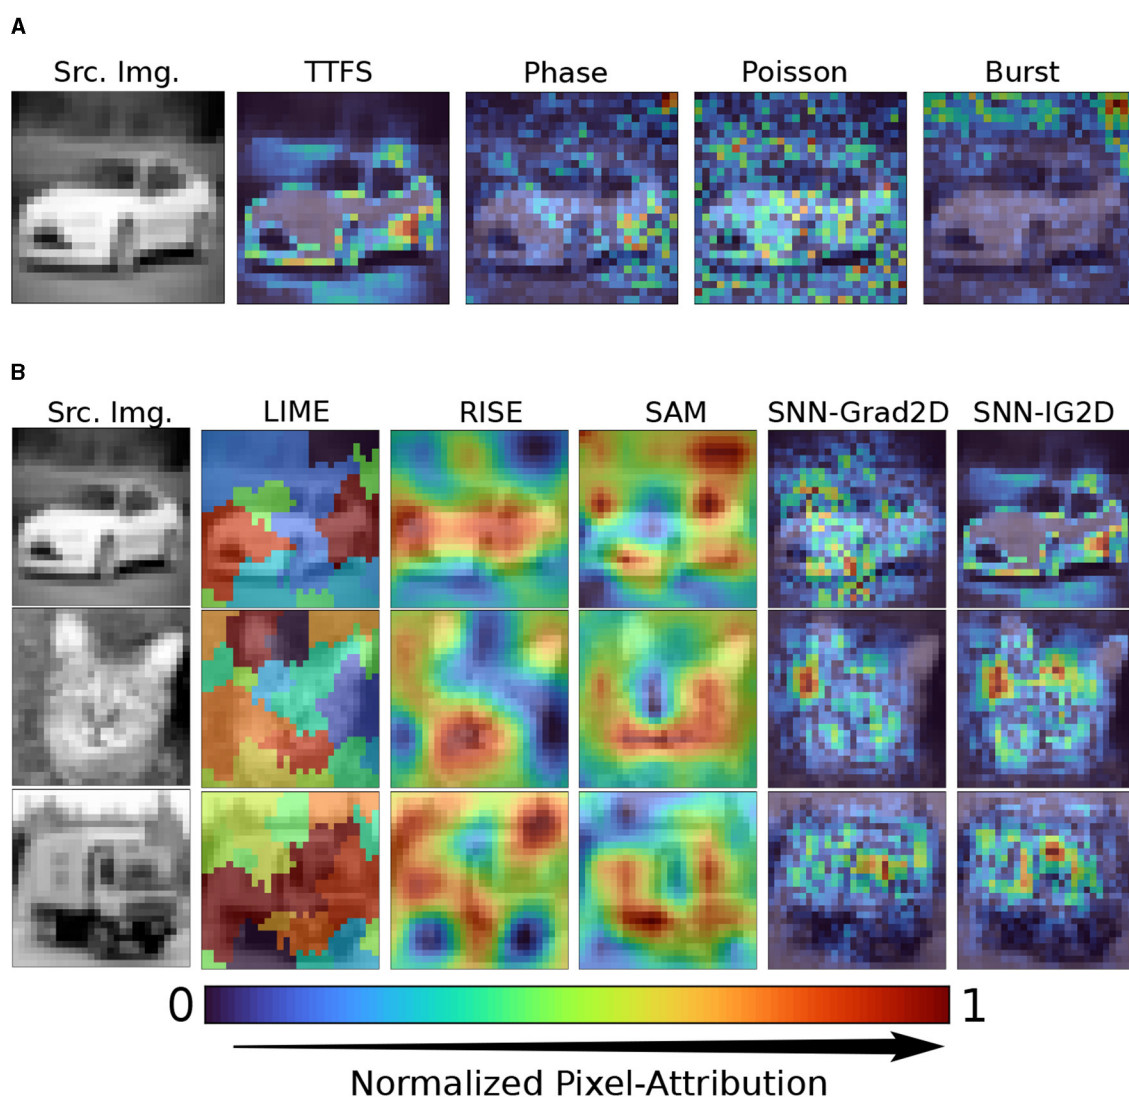 A
Src. Img. TTFS Phase Poisson Burst
B
Src. Img. LIME RISE SAM SNN-Grad2D SNN-IG2D
0 1
Normalized Pixel-Attribution